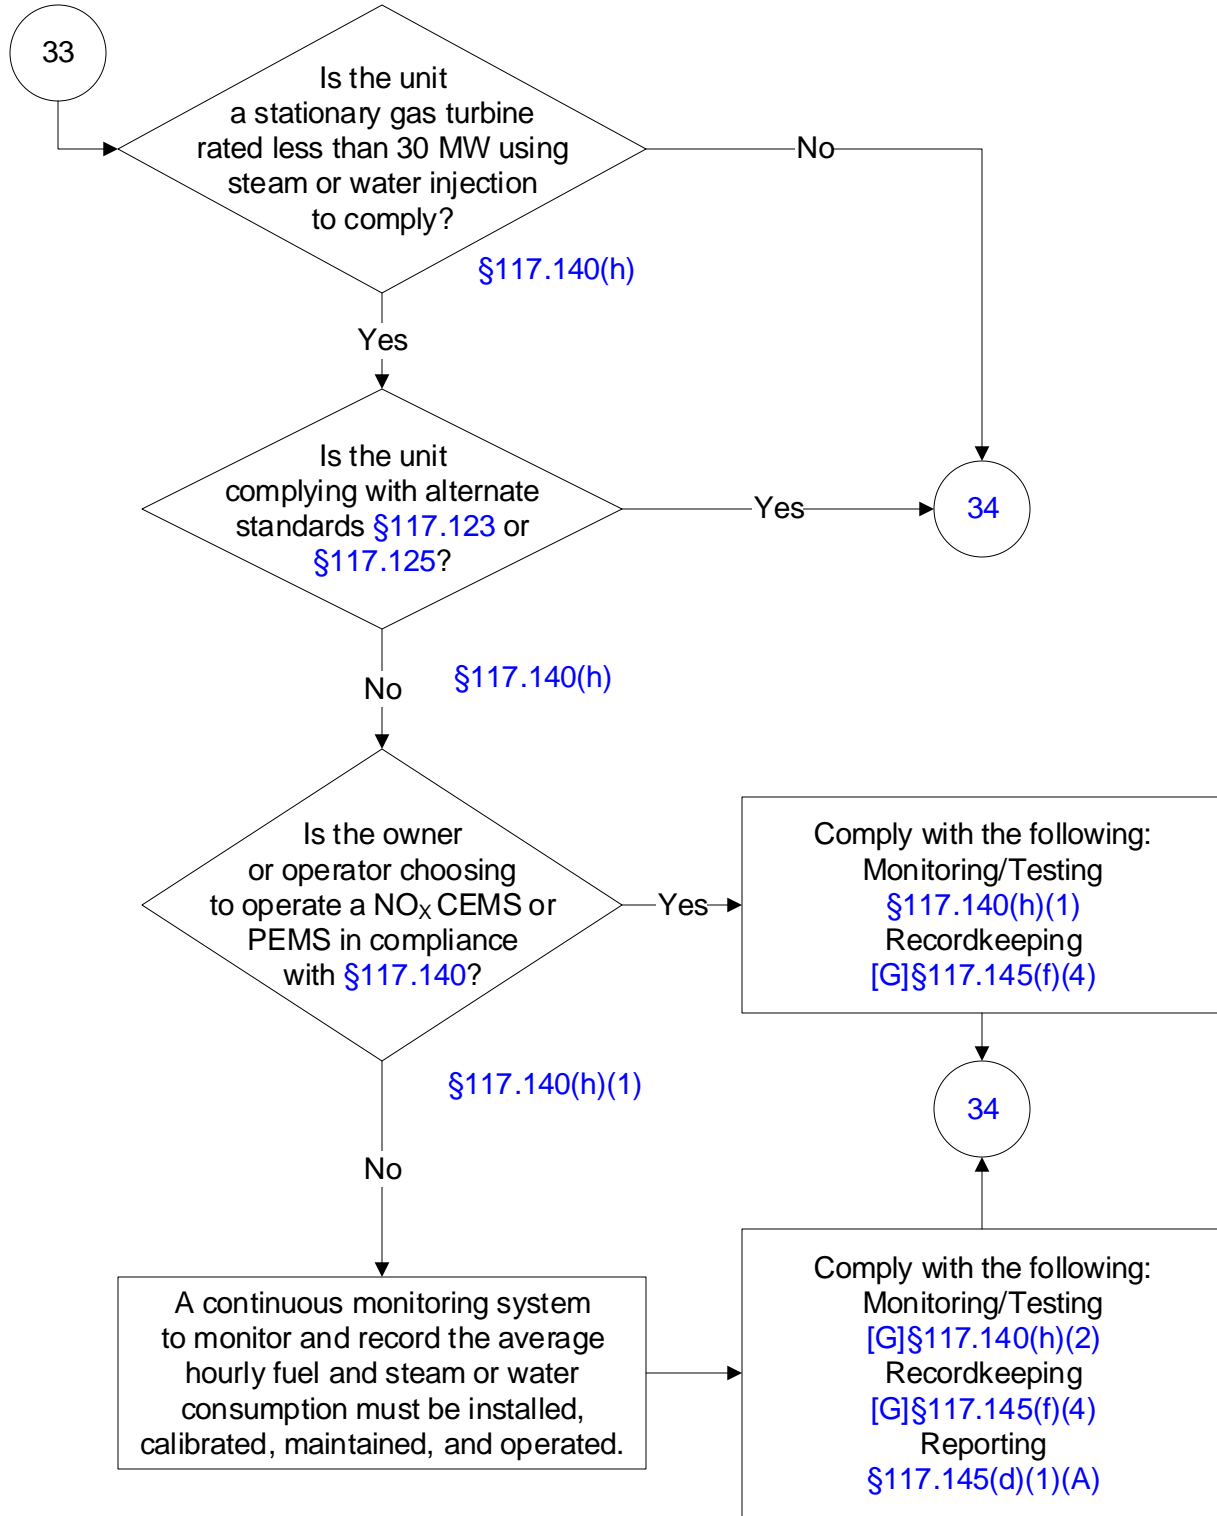 33
Is the unit
a stationary gas turbine
rated less than 30 MW using
steam or water injection
to comply?
No
§117.140(h)
Yes
Is the unit
complying with alternate
standards §117.123 or
§117.125?
Yes
34
§117.140(h)
No
Is the owner
or operator choosing
to operate a NOX CEMS or
PEMS in compliance
with §117.140?
Yes
Comply with the following:
Monitoring/Testing
§117.140(h)(1)
Recordkeeping
[G]§117.145(f)(4)
§117.140(h)(1)
34
No
A continuous monitoring system
to monitor and record the average
hourly fuel and steam or water
consumption must be installed,
calibrated, maintained, and operated.
Comply with the following:
Monitoring/Testing
[G]§117.140(h)(2)
Recordkeeping
[G]§117.145(f)(4)
Reporting
§117.145(d)(1)(A)